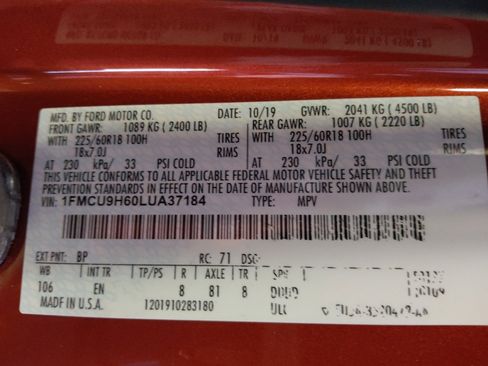 MFD. BY FORD MOTOR CO. DATE: 10/19 GVWR: 2041 KG (4500 LB)
FRONT GAWR: 1089 KG (2400 LB) REAR GAWR: 1007 KG (2220 LB)
WITH 225/60R18 100H TIRES WITH 225/60R18 100H TIRES
18x7.0J RIMS 18x7.0J RIMS
AT 230 kPa/ 33 PSI COLD AT 230 kPa/ 33 PSI COLD
THIS VEHICLE CONFORMS TO ALL APPLICABLE FEDERAL MOTOR VEHICLE SAFETY AND THEFT
PREVENTION STANDARDS IN EFFECT ON THE DATE OF MANUFACTURE SHOWN ABOVE.
VIN: 1FMCU9H60LUA37184 TYPE: MPV
EXT PNT: BP RC: 71 DSO:
WB INT TR TP/PS R AXLE TR SPR
106 EN 8 81 8
MADE IN U.S.A. 1201910283180